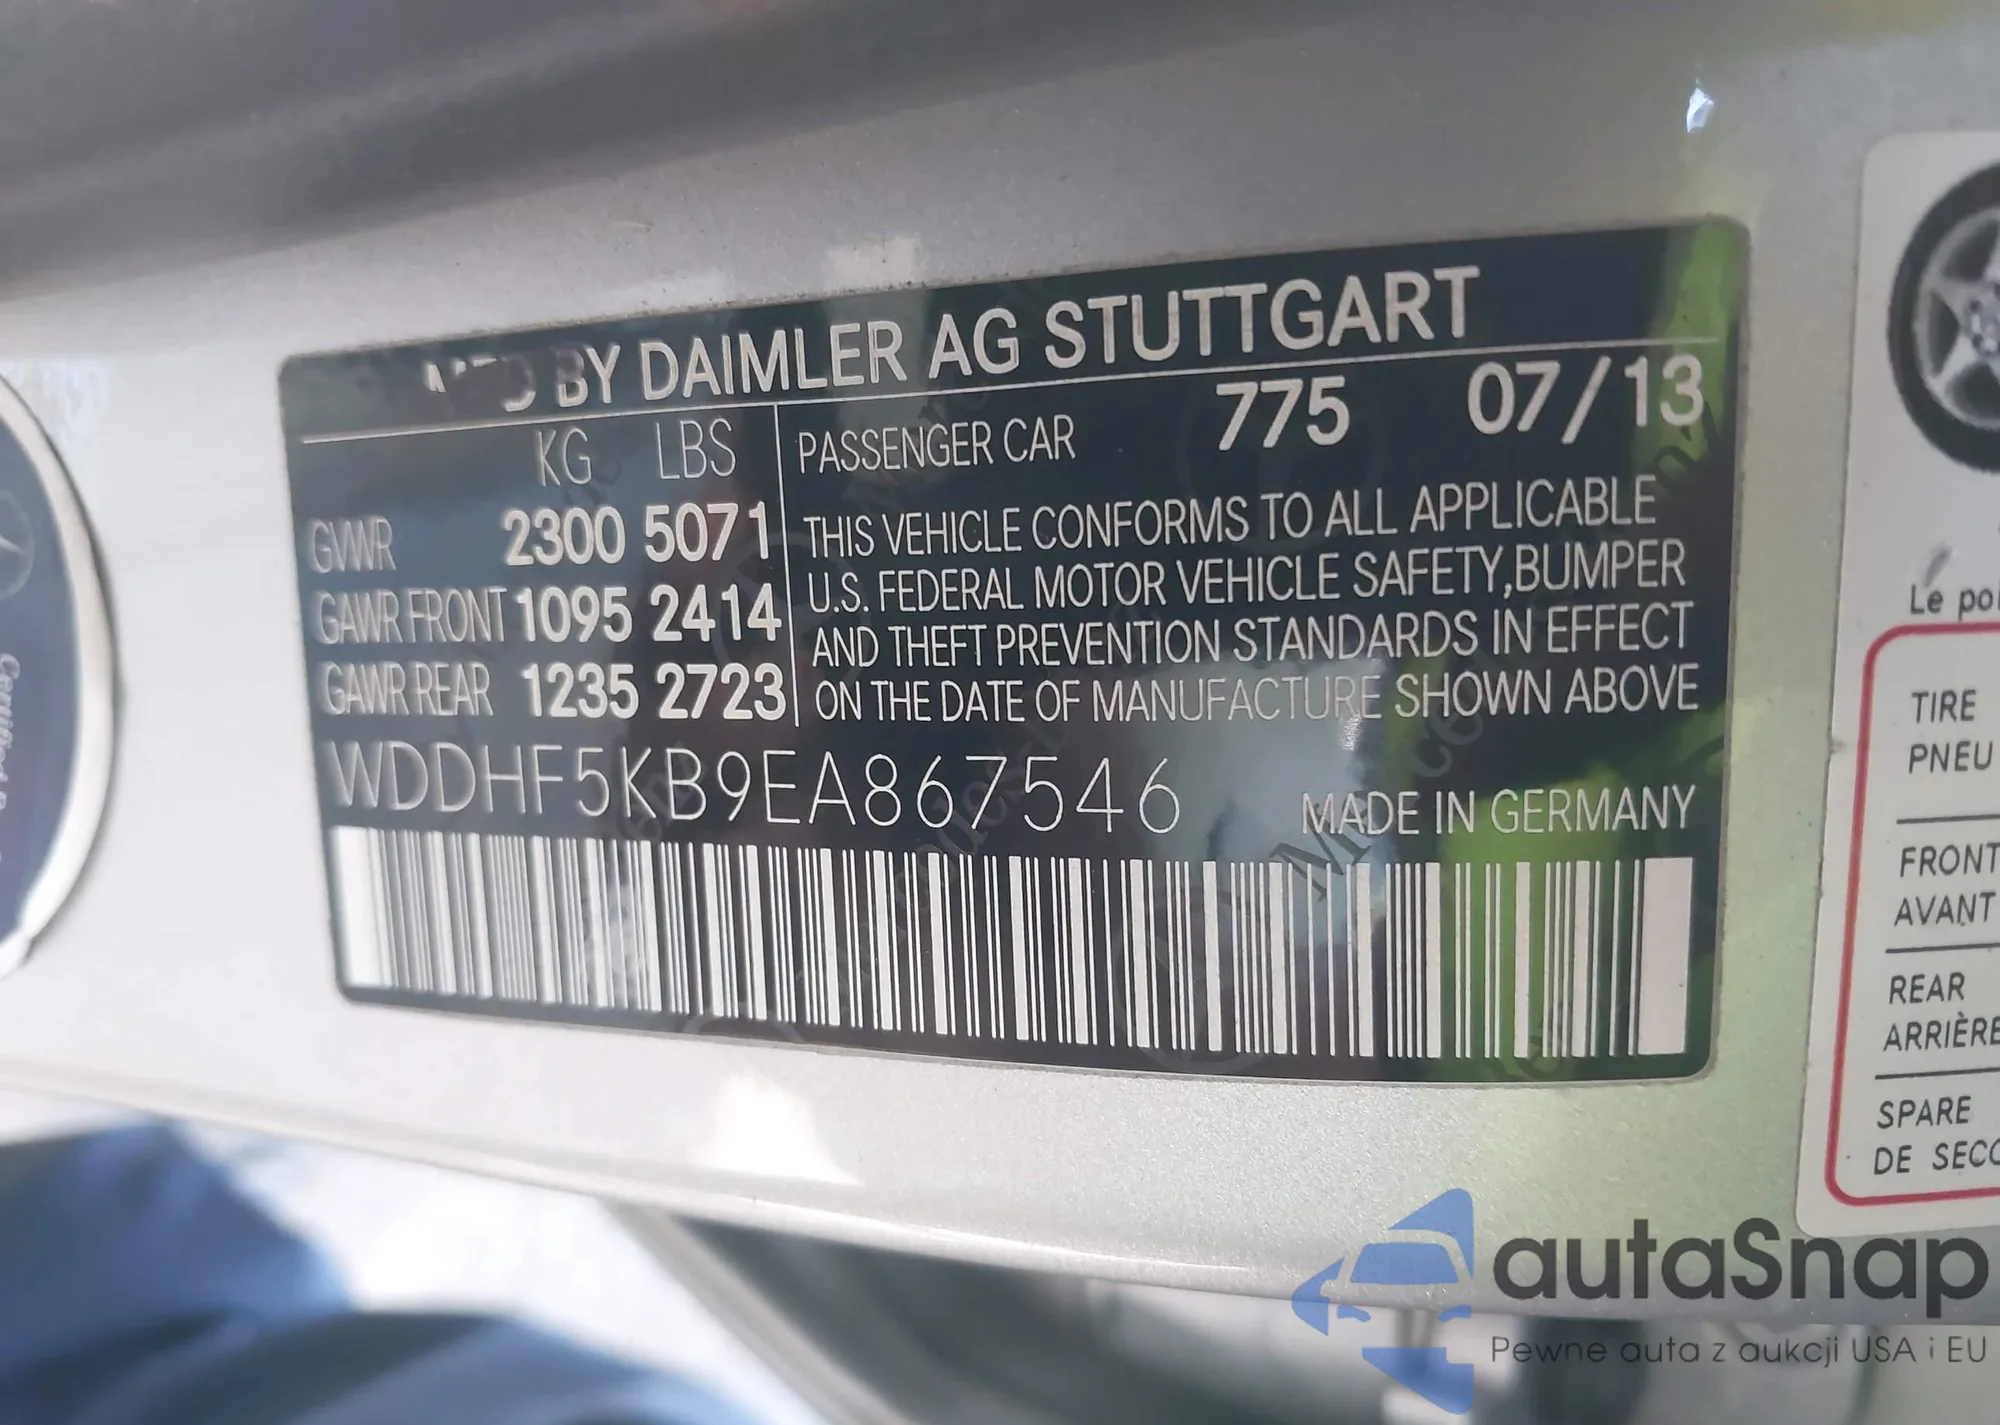 MFD BY DAIMLER AG STUTTGART
KG LBS
GVWR 2300 5071
GAWR FRONT 1095 2414
GAWR REAR 1235 2723
PASSENGER CAR 775 07/13
THIS VEHICLE CONFORMS TO ALL APPLICABLE
U.S. FEDERAL MOTOR VEHICLE SAFETY,BUMPER
AND THEFT PREVENTION STANDARDS IN EFFECT
ON THE DATE OF MANUFACTURE SHOWN ABOVE
WDDHF5KB9EA867546
MADE IN GERMANY
Le
TIRE
PNEU
FRONT
AVANT
REAR
ARRIÈRE
SPARE
DE
autaSnap
Pewne auta z aukcji USA i EU